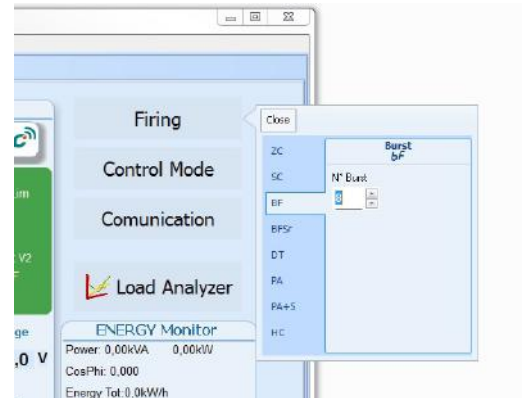 Firing
Control Mode
Comunication
Load Analyzer
ENERGY Monitor
Power: 0,00kVA 0,00kW
CosPhi: 0,000
Energy Tot:0,0kW/h
im
V2
ge
,0 V
Close
ZC
SC
BF
BFSr
DT
PA
PA+S
HC
Burst
bF
N° Burst
8